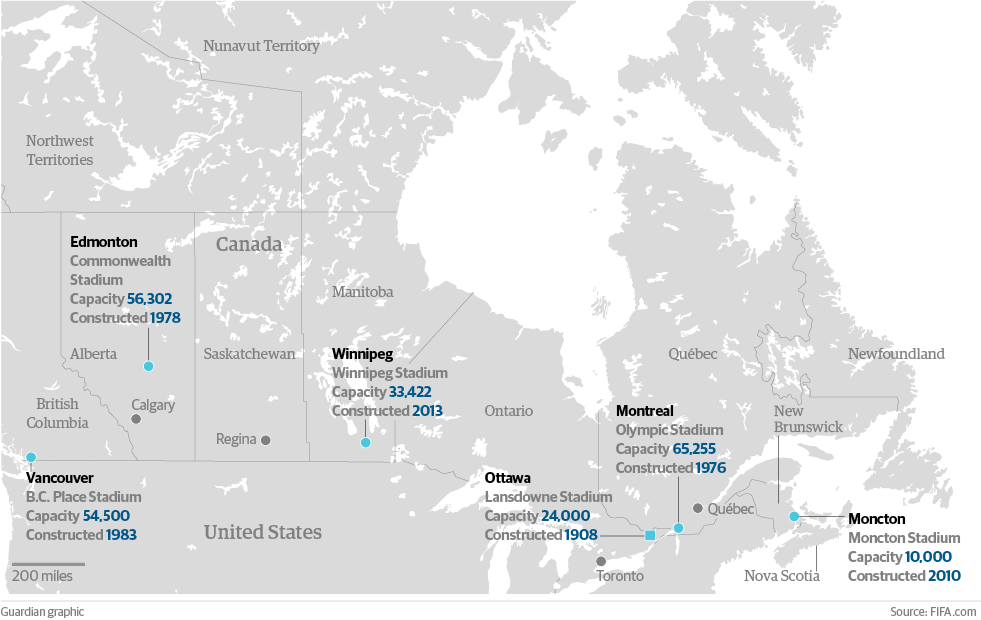 Nunavut Territory
Northwest
Territories
Edmonton
Commonwealth
Stadium
Capacity 56,302
Constructed 1978
Canada
Manitoba
Alberta
Saskatchewan
Winnipeg
Winnipeg Stadium
Capacity 33,422
Constructed 2013
Québec
Newfoundland
British
Columbia
Calgary
Regina
Ontario
Montreal
Olympic Stadium
Capacity 65,255
Constructed 1976
New
Brunswick
Vancouver
B.C. Place Stadium
Capacity 54,500
Constructed 1983
United States
Ottawa
Lansdowne Stadium
Capacity 24,000
Constructed 1908
Québec
Moncton
Moncton Stadium
Capacity 10,000
Constructed 2010
Toronto
Nova Scotia
200 miles
Guardian graphic
Source: FIFA.com